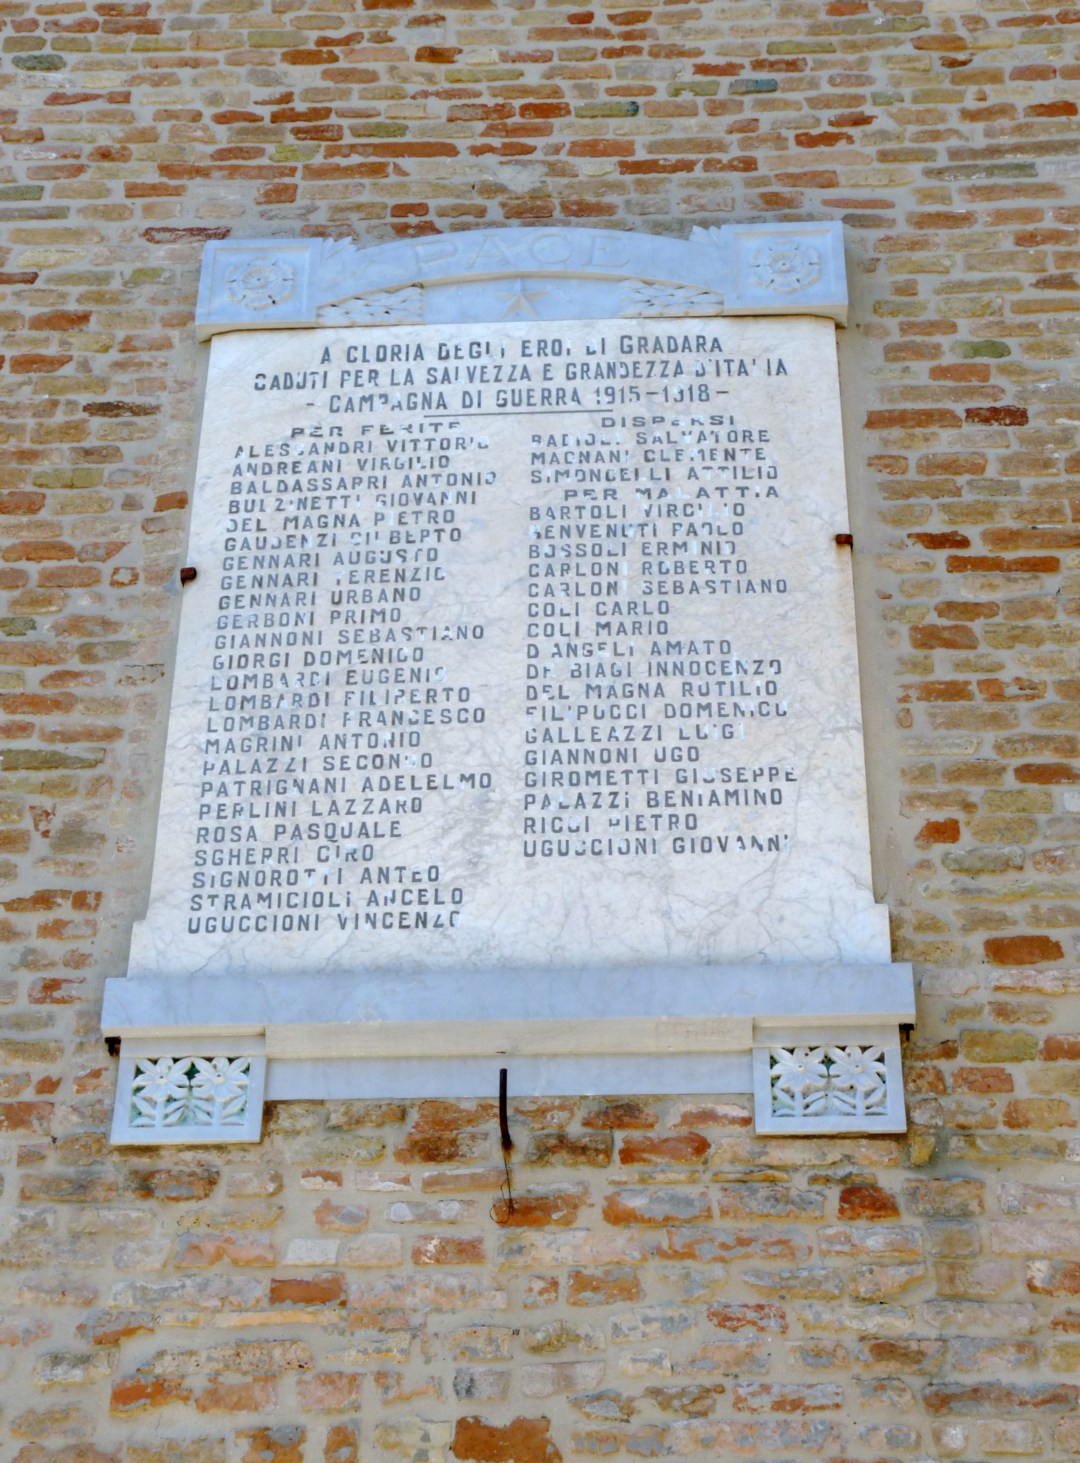 PACE
A GLORIA DEGLI EROI DI GRADARA
CADUTI PER LA SALVEZZA E GRANDEZZA D'ITALIA
- CAMPAGNA DI GUERRA 1915-1918 -
PER FERITE
ALESSANDRI VITTORIO
ANDREANI VIRGILIO
BALDASSARRI ANTONIO
BULZINETTI GIOVANNI
DEL MAGNA PIETRO
GAUDENZI GILBERTO
GENNARI AUGUSTO
GENNARI TERENZIO
GENNARI URBANO
GERBONI PRIMO
GIANNONI SEBASTIANO
GIORGI DOMENICO
LOMBARDI EUGENIO
LOMBARDI FILIPERTO
LOMBARDI FRANCESCO
MAGRINI ANTONIO
PALAZZI SECONDO
PATRIGNANI ADELELMO
PERLINI LAZZARO
ROSA PASQUALE
SGHERRI CIRO
SIGNOROTTI ANTEO
STRAMICIOLI ANGELO
UGUCCIONI VINCENZO
DISPERSI
BADIOLI SALVATORE
MAGNANI CLEMENTE
SIMONCELLI ATTILIO
PER MALATTIA
BARTOLI VIRGILIO
BENVENUTI PAOLO
BOSSOLI ERMINIO
CARLONI ROBERTO
CARLONI SEBASTIANO
COLI CARLO
COLI MARIO
D'ANGELI AMATO
DE BIAGI INNOCENZO
DEL MAGNA RUTILIO
FILIPUCCI DOMENICO
GALLEAZZI LUIGI
GIANNONI UGO
GIROMETTI GIUSEPPE
PALAZZI BENIAMINO
RICCI PIETRO
UGUCCIONI GIOVANNI